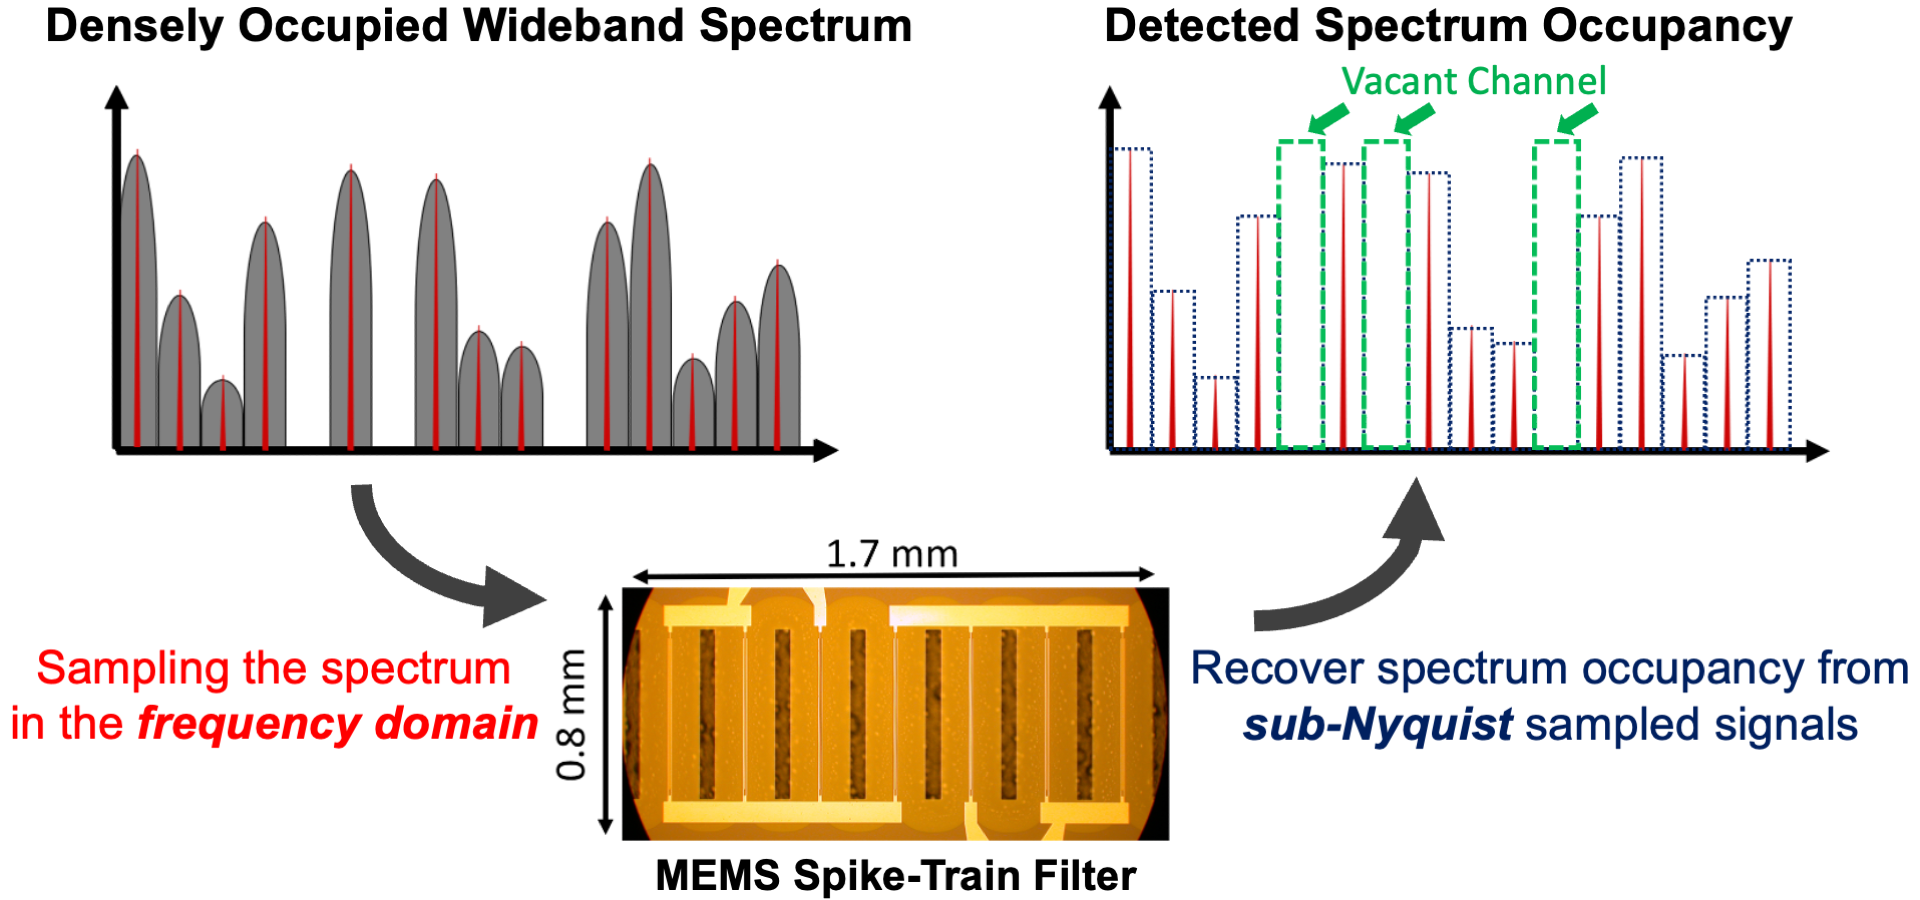 Densely Occupied Wideband Spectrum
Detected Spectrum Occupancy
Vacant Channel
1.7 mm
0.8 mm
Sampling the spectrum
in the frequency domain
Recover spectrum occupancy from
sub-Nyquist sampled signals
MEMS Spike-Train Filter